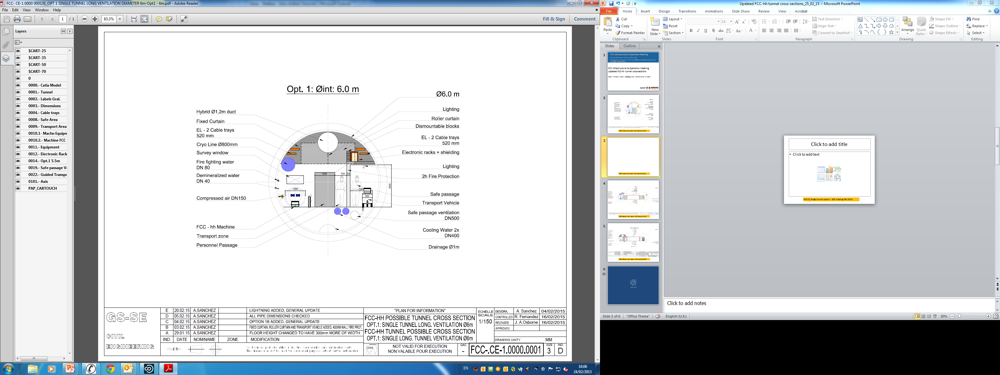 FCC- CE-1 0000 00013E_OPT 1 SINGLE TUNNEL LONG VENTILATION DIAMETER 6m-Opt1 - 6m.pdf - Adobe Reader
File Edit View Window Help
1 / 1 83.3% Fill & Sign Comment
Layers
$CART-25
$CART-35
$CART-50
$CART-70
0
0000.- Catia Model
0001.- Tunnel
0002.- Labels Gral.
0003.- Dimensions
0004.- Cable trays
0008.- Safe Area
0009.- Transport Area
0010.1- Machn Equipm
0010.2.- Machine FCC
0011.- Equipment
0012.- Electronic Rack
0014.- Opt.1 5.5m
0019.- Safe passage V
0022.- Guided Transpo
0101.- Axis
PAP_CARTOUCH
Opt. 1: Øint: 6.0 m
Hybrid Ø1.2m duct
Fixed Curtain
EL - 2 Cable trays
520 mm
Cryo Line Ø800mm
Survey window
Fire fighting water
DN 80
Demineralized water
DN 40
Compressed air DN150
FCC - hh Machine
Transport zone
Personnel Passage
Ø6.0 m
Lighting
Roller curtain
Dismountable blocks
EL - 2 Cable trays
520 mm
Electronic racks + shielding
Lighting
2h Fire Protection
Safe passage
Transport Vehicle
Safe passage ventilation
DN500
Cooling Water 2x
DN400
Drainage Ø1m
1200 700 200
1200
1300
600
2500
GS-SE
CIVIL
ENGINEERING
E 20.02.15 A.SANCHEZ LIGHTNING ADDED, GENERAL UPDATE
D 05.02.15 A.SANCHEZ ALL PIPE DIMENSIONS CHECKED
C 04.02.15 A.SANCHEZ OPTION 1B ADDED. GENERAL UPDATE
B 03.02.15 A.SANCHEZ FIXED CURTAIN, ROLLER CURTAIN AND TRANSPORT VEHICLE ADDED. 400MM WALL FIRE PROT.
A 29.01.15 A.SANCHEZ FLOOR HEIGHT CHANGED TO HAVE 300mm MORE OF WIDTH
IND. DATE NOM/NAME ZONE MODIFICATION
PROJECTION
"PLAN FOR INFORMATION"
FCC-HH POSSIBLE TUNNEL CROSS SECTION
OPT.1: SINGLE TUNNEL LONG. VENTILATION Ø6m
FCC-HH TUNNEL POSSIBLE CROSS SECTION
OPT.1: SINGLE LONG. TUNNEL VENTILATION Ø6m
CERN
NOT VALID FOR EXECUTION
NON VALABLE POUR EXECUTION
ECHELLE
SCALE
1/150
DES/DRA. A. Sanchez 04/02/2015
CONTROLLED R. Fernandez 16/02/2015
RELEASED J. A.Osborne 16/02/2015
APPROVED
DRAWING UNITY MM
QAC
-
FCC-.CE-1.0000.0001
SIZE
3
IND.
D
EN
16:06
24/02/2015
Updated FCC-hh tunnel cross-sections_25_02_15 - Microsoft PowerPoint
File Home Insert Design Transitions Animations Slide Show Review View Acrobat
Paste
Cut
Copy
Format Painter
Clipboard
New
Slide
Layout
Reset
Section
Slides
18
Font
Text Direction
Align Text
Convert to SmartArt
Paragraph
Arrange
Quick
Styles
Shape Fill
Shape Outline
Shape Effects
Drawing
Find
Replace
Select
Editing
Slides Outline
1
FCC Infrastructure & Operation Meeting
FCC Infrastructure & Operation Meeting
Updated FCC-hh tunnel cross-sections
ARUP AMBERG
2
3
4
5
6
Click to add title
• Click to add text
FCC-hh Single tunnel option - I&O Meeting Feb 2015
Click to add notes
Slide 3 of 6 "Office Theme" English (U.K.) 30%